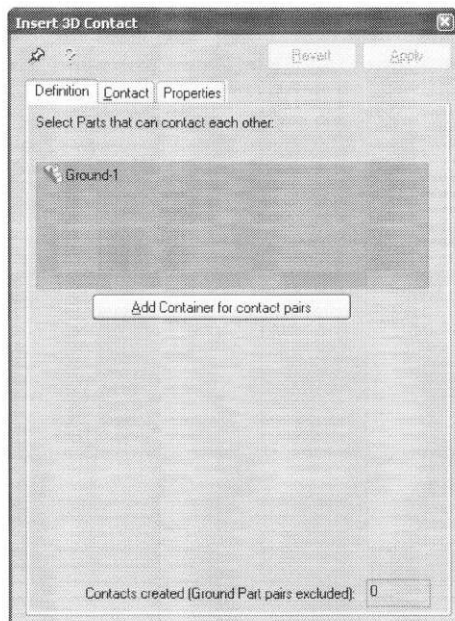 Insert 3D Contact
?
Revert Apply
Definition Contact Properties
Select Parts that can contact each other:
Ground-1
Add Container for contact pairs
Contacts created (Ground Part pairs excluded): 0